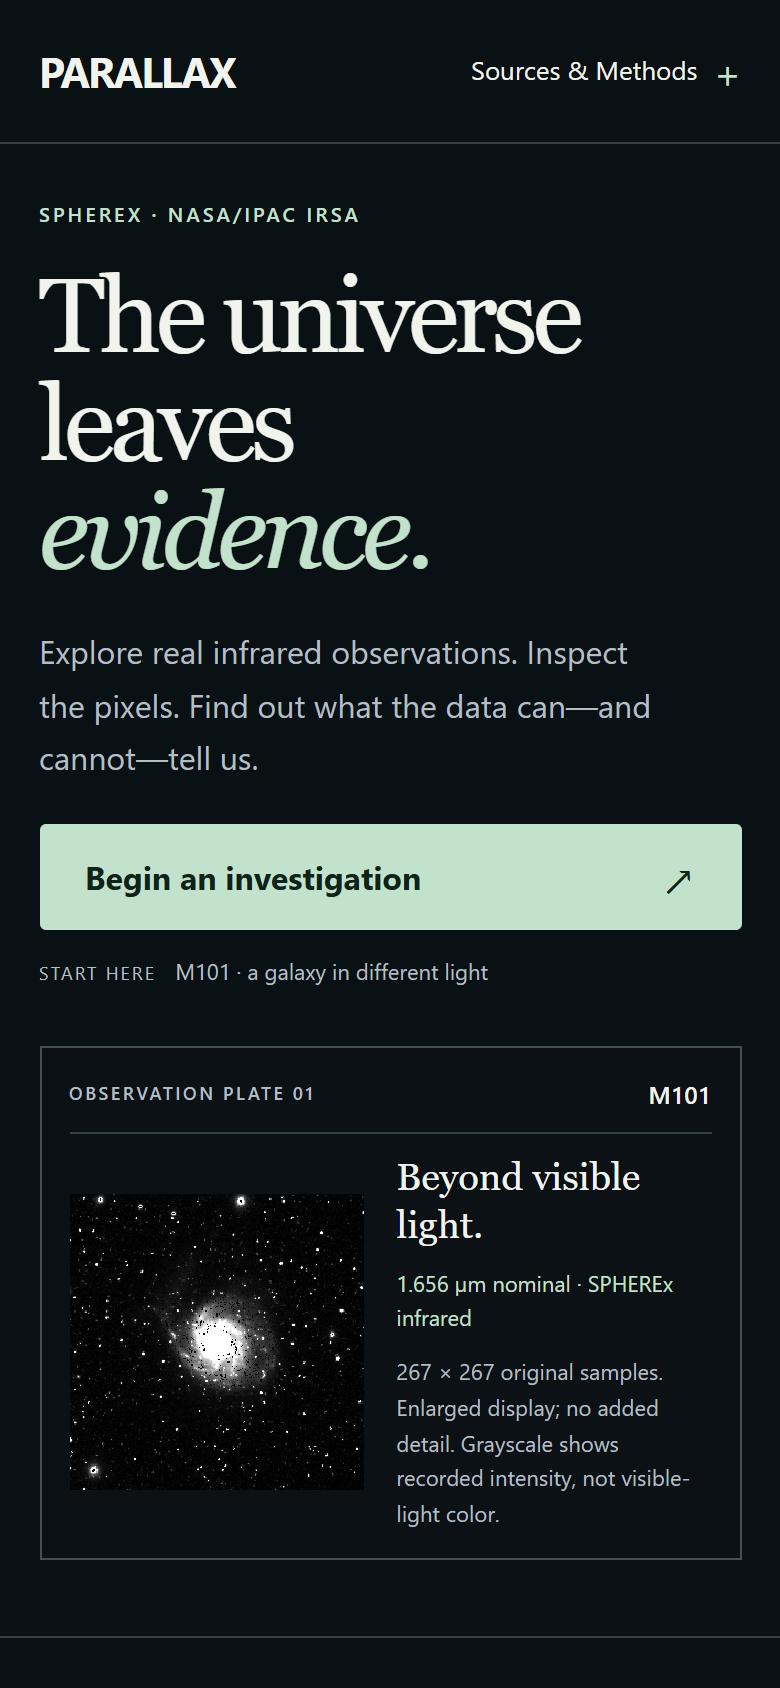 PARALLAX
Sources & Methods +
SPHEREX · NASA/IPAC IRSA
The universe
leaves
evidence.
Explore real infrared observations. Inspect
the pixels. Find out what the data can—and
cannot—tell us.
Begin an investigation ↗
START HERE M101 · a galaxy in different light
OBSERVATION PLATE 01
M101
Beyond visible
light.
1.656 µm nominal · SPHEREx
infrared
267 × 267 original samples.
Enlarged display; no added
detail. Grayscale shows
recorded intensity, not visible-
light color.